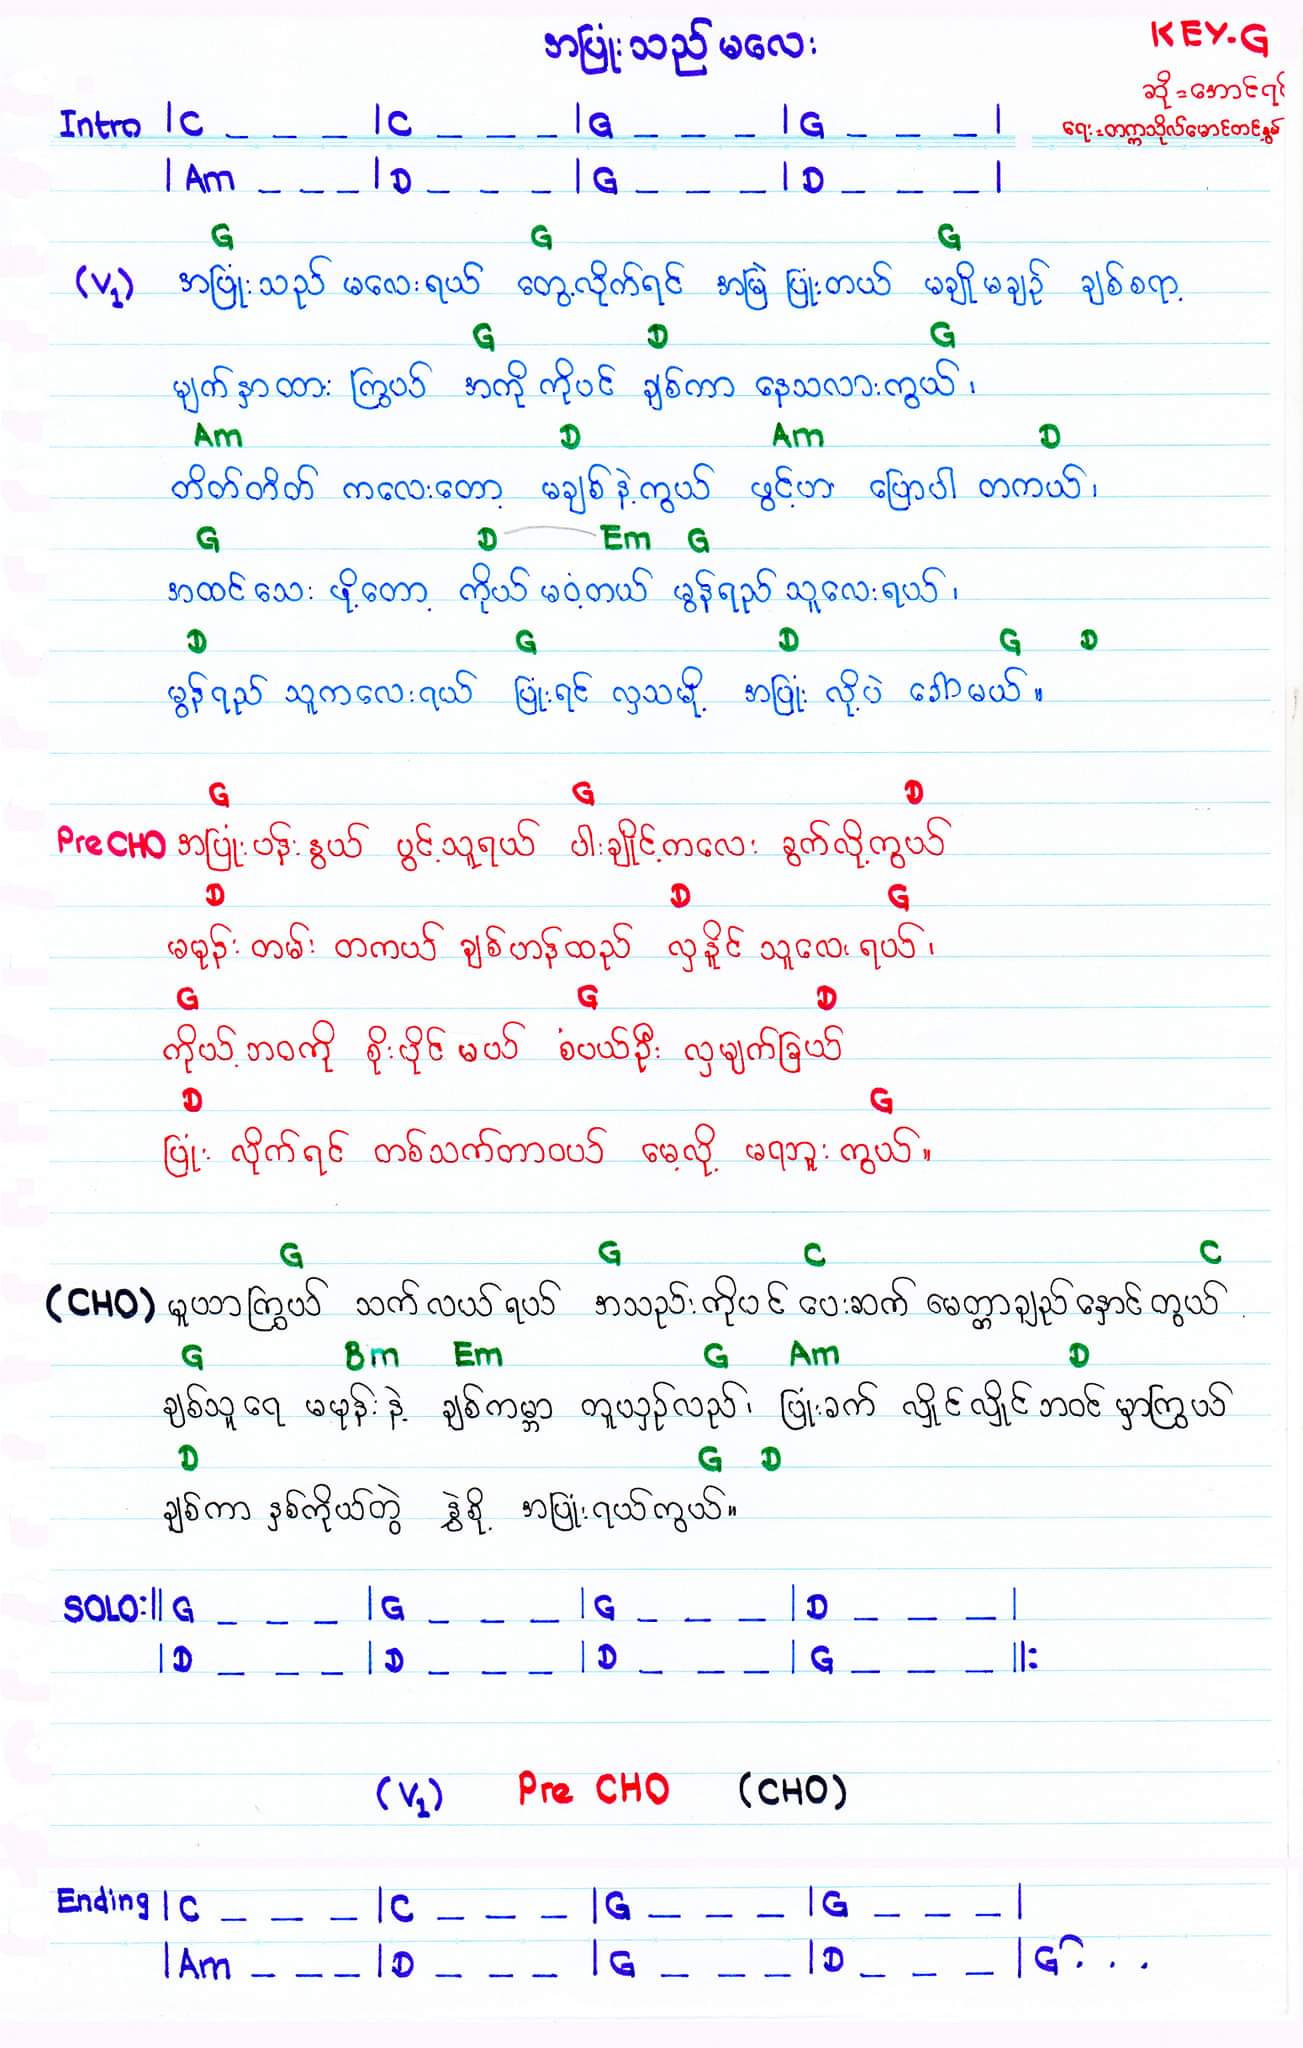 အပြုံးသည်မလေး
KEY-G
ဆို=အောင်ရင်
ရေး=တက္ကသိုလ်မောင်တင့်နွယ်
Intro |C _ _ _ |C _ _ _ |G _ _ _ |G _ _ _ |
|Am _ _ _ |D _ _ _ |G _ _ _ |D _ _ _ |
G G G
(V1) အပြုံးသည် မလေးရယ် တွေ့လိုက်ရင် အမြဲ ပြုံးတယ် မချိုမချဉ် ချစ်စရာ့
G D G
မျက်နှာထား ကြွယ် အကို ကိုပင် ချစ်ကာ နေသလားကွယ်၊
Am D Am D
တိတ်တိတ် ကလေးတော့ မချစ်နဲ့ကွယ် ဖွင့်ဟ ပြောပါ တကယ်၊
G D Em G
အထင်သေး ဖို့တော့ ကိုယ် မဝံ့တယ် မွန်ရည် သူလေးရယ်၊
D G D G D
မွန်ရည် သူကလေးရယ် ပြုံးရင် လှသမို့ အပြုံး လို့ပဲ ခေါ်မယ်။
G G D
PreCHO အပြုံးပန်းနွယ် ပွင့်သူရယ် ပါးချိုင့်ကလေး ခွက်လို့ကွယ်
D D G
မမုန်း တမ်း တကယ် ချစ်ဟန်ထည် လှနိုင် သူလေးရယ်၊
G G D
ကိုယ့်ဘဝကို စိုးပိုင်မယ် စံပယ်ဦး လှမျက်ခြယ်
D G
ပြုံး လိုက်ရင် တစ်သက်တာဝယ် မေ့လို့ မရဘူးကွယ်။
G G C C
(CHO) မူယာကြွယ် သက်လယ်ရယ် အသည်းကိုပင် ပေးဆက် မေတ္တာချည်နှောင်တွယ်
G Bm Em G Am D
ချစ်သူရေ မမုန်းနဲ့ ချစ်ကမ္ဘာ တူယှဉ်လည်၊ ပြုံးခက် လှိုင်လှိုင်ဘဝင်မှာကြွယ်
D G D
ချစ်ကာ နှစ်ကိုယ်တွဲ နွဲ့စို့ အပြုံးရယ်ကွယ်။
SOLO:||G _ _ _ |G _ _ _ |G _ _ _ |D _ _ _ |
|D _ _ _ |D _ _ _ |D _ _ _ |G _ _ _ ||:
(V1) Pre CHO (CHO)
Ending |C _ _ _ |C _ _ _ |G _ _ _ |G _ _ _ |
|Am _ _ _ |D _ _ _ |G _ _ _ |D _ _ _ |G . . .